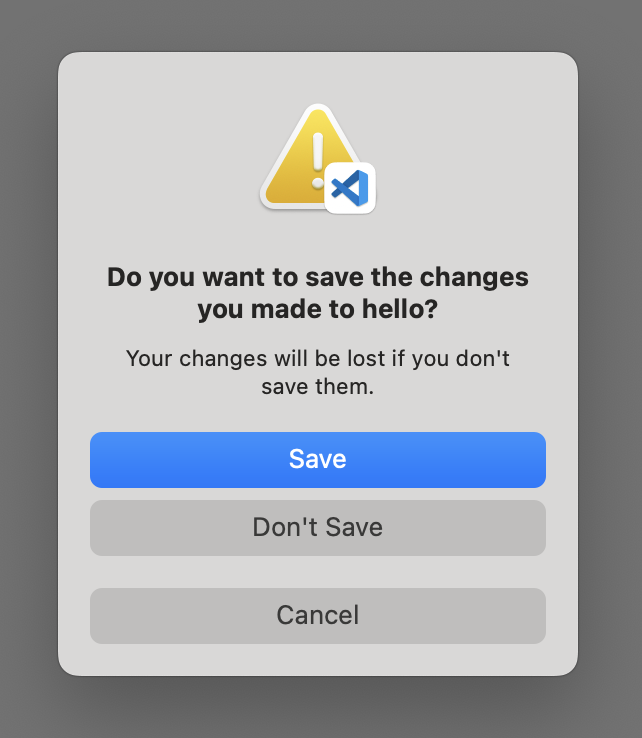 Do you want to save the changes
you made to hello?
Your changes will be lost if you don't
save them.
Save
Don't Save
Cancel